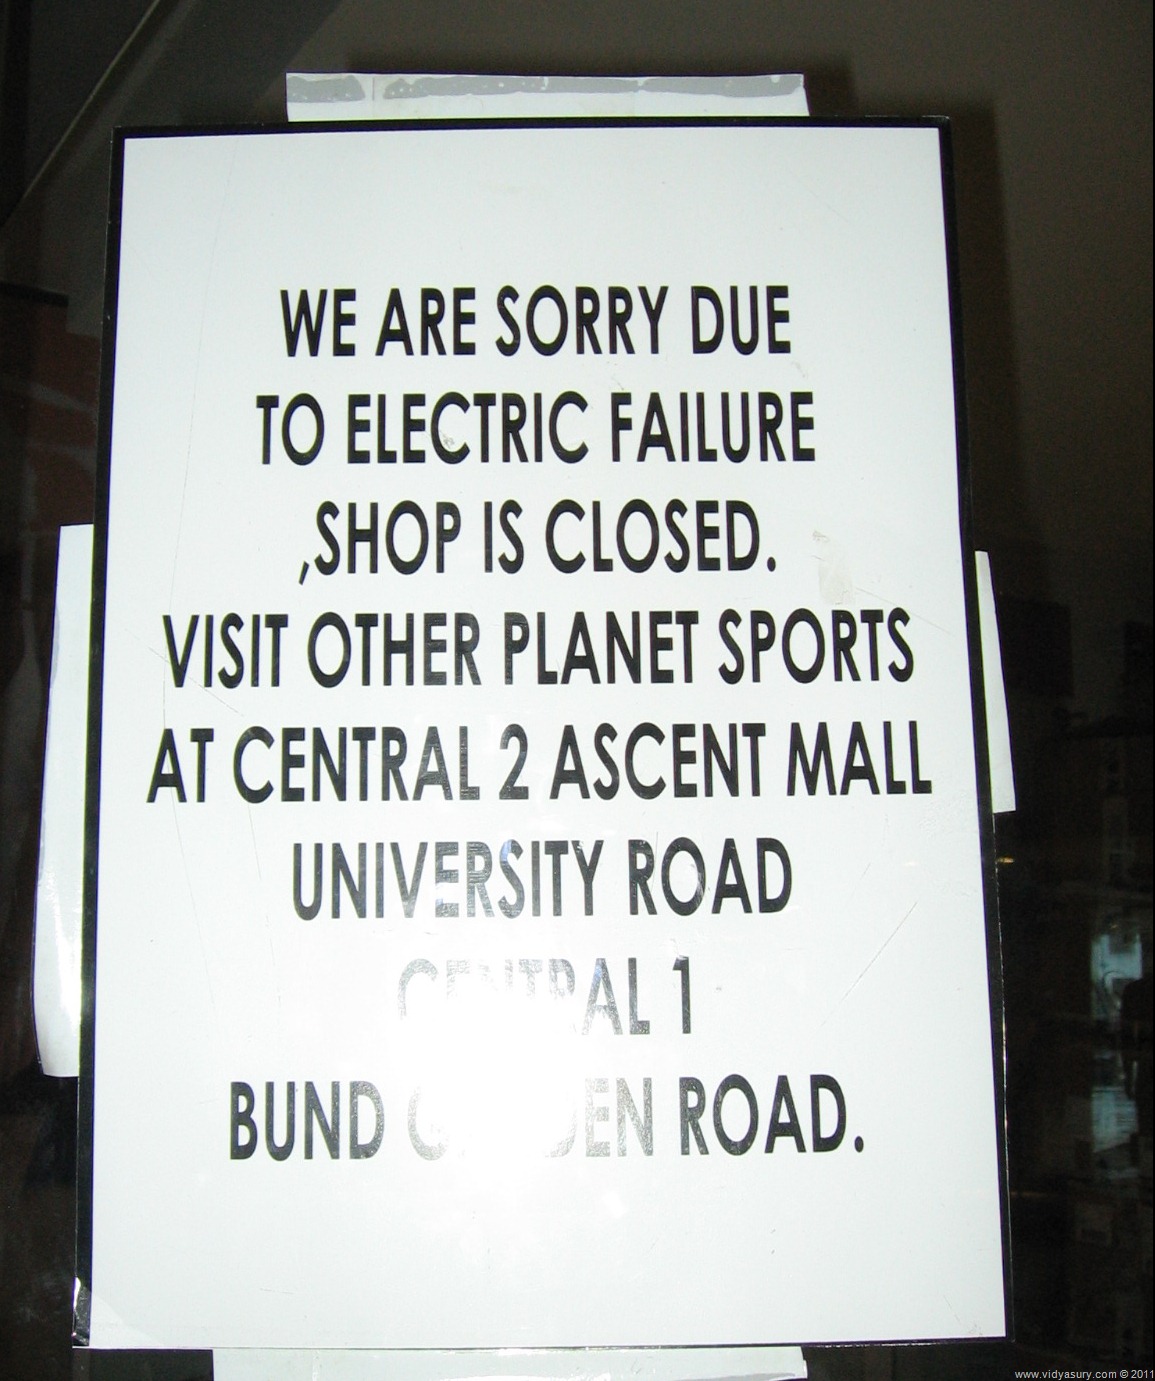 WE ARE SORRY DUE
TO ELECTRIC FAILURE
,SHOP IS CLOSED.
VISIT OTHER PLANET SPORTS
AT CENTRAL 2 ASCENT MALL
UNIVERSITY ROAD
CENTRAL 1
BUND ROAD.
www.vidyasury.com © 2011